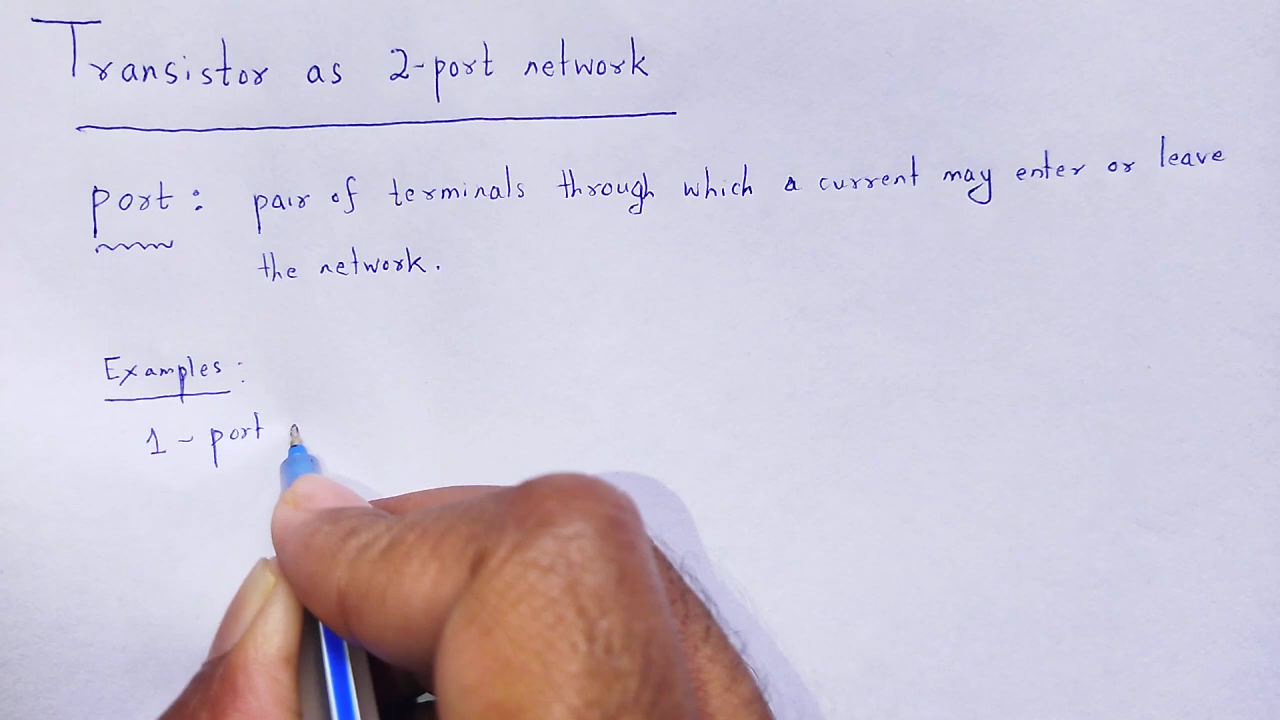 Transistor as 2-port network
port: pair of terminals through which a current may enter or leave
the network.
Examples:
1-port